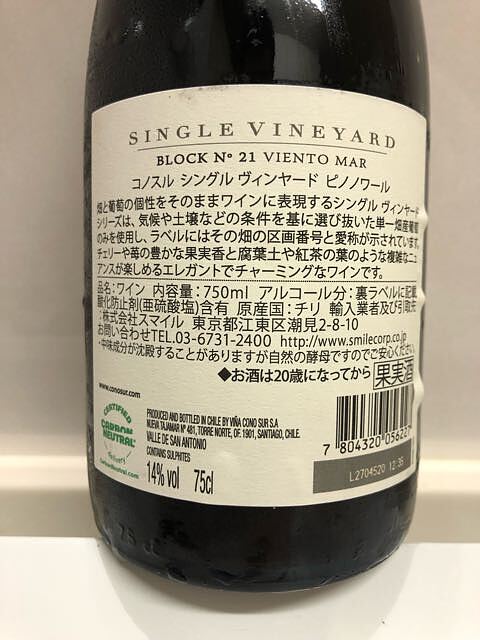 SINGLE VINEYARD
BLOCK Nº 21 VIENTO MAR
コノスル シングル ヴィンヤード ピノノワール
畑と葡萄の個性をそのままワインに表現するシングル ヴィンヤード
シリーズは、気候や土壌などの条件を基に選び抜いた単一畑産葡萄
のみを使用し、ラベルにはその畑の区画番号と愛称が示されています。
チェリーや苺の豊かな果実香と腐葉土や紅茶の葉のような複雑なニュ
アンスが楽しめるエレガントでチャーミングなワインです。
品名:ワイン 内容量:750ml アルコール分:裏ラベルに記載
酸化防止剤(亜硫酸塩)含有 原産国:チリ 輸入業者及び引取先
:株式会社スマイル 東京都江東区潮見2-8-10
お問い合わせTEL.03-6731-2400 http://www.smilecorp.co.jp
・中味成分が沈殿することがありますが自然の酵母ですのでご安心ください。
◆お酒は20歳になってから 果実酒
www.conosur.com
CERTIFIED
CARBON
NEUTRAL
Delivery
CarbonNeutral.com
PRODUCED AND BOTTLED IN CHILE BY VIÑA CONO SUR S.A.
NUEVA TAJAMAR Nº 481, TORRE NORTE, OF. 1901, SANTIAGO, CHILE.
VALLE DE SAN ANTONIO
CONTAINS SULPHITES
14% vol 75cl
7 804320 05622
L2704520 12:35
75 cl